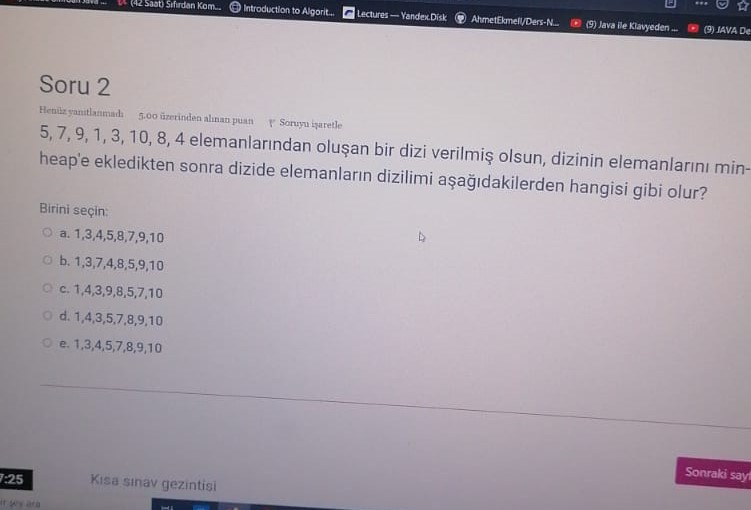 (42 Saat) Sıfırdan Kom... Introduction to Algorit... Lectures — Yandex.Disk AhmetEkmell/Ders-N... (9) Java ile Klavyeden ... (9) JAVA De
Soru 2
Henüz yanıtlanmadı 5.00 üzerinden alınan puan Soruyu işaretle
5, 7, 9, 1, 3, 10, 8, 4 elemanlarından oluşan bir dizi verilmiş olsun, dizinin elemanlarını min-
heap'e ekledikten sonra dizide elemanların dizilimi aşağıdakilerden hangisi gibi olur?
Birini seçin:
a. 1,3,4,5,8,7,9,10
b. 1,3,7,4,8,5,9,10
c. 1,4,3,9,8,5,7,10
d. 1,4,3,5,7,8,9,10
e. 1,3,4,5,7,8,9,10
Sonraki sayf
7:25
Kısa sınav gezintisi